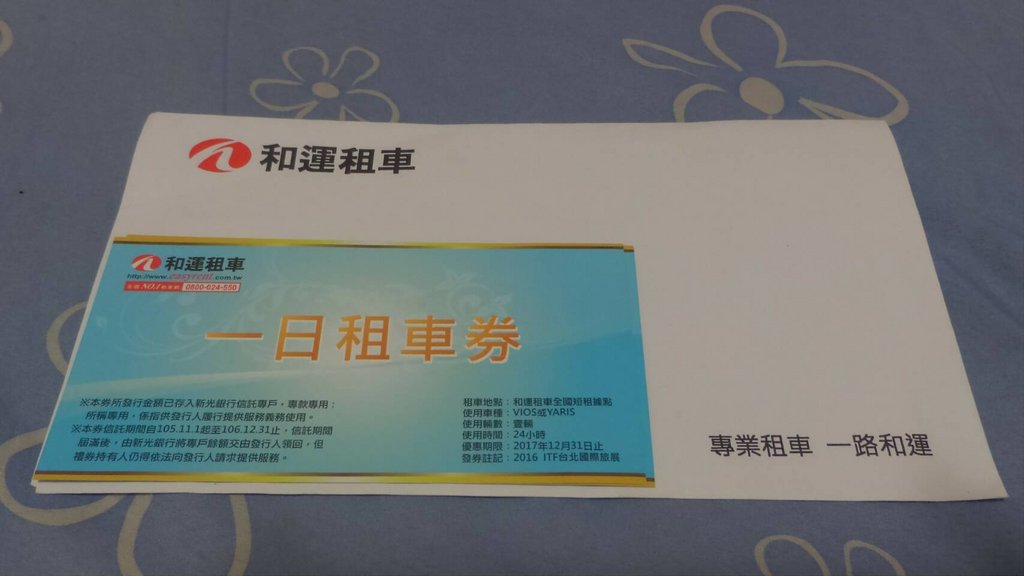 和運租車
和運租車
http://www.easyrent.com.tw
全國NO.1租車網 0800-024-550
一日租車券
※本券所發行金額已存入新光銀行信託專戶，專款專用；
所稱專用，係指供發行人履行提供服務義務使用。
※本券信託期間自105.11.1起至106.12.31止，信託期間
屆滿後，由新光銀行將專戶餘額交由發行人領回，但
禮券持有人仍得依法向發行人請求提供服務。
租車地點：和運租車全國短租據點
使用車種：VIOS或YARIS
使用輛數：壹輛
使用時間：24小時
優惠期限：2017年12月31日止
發券註記：2016 ITF台北國際旅展
專業租車 一路和運